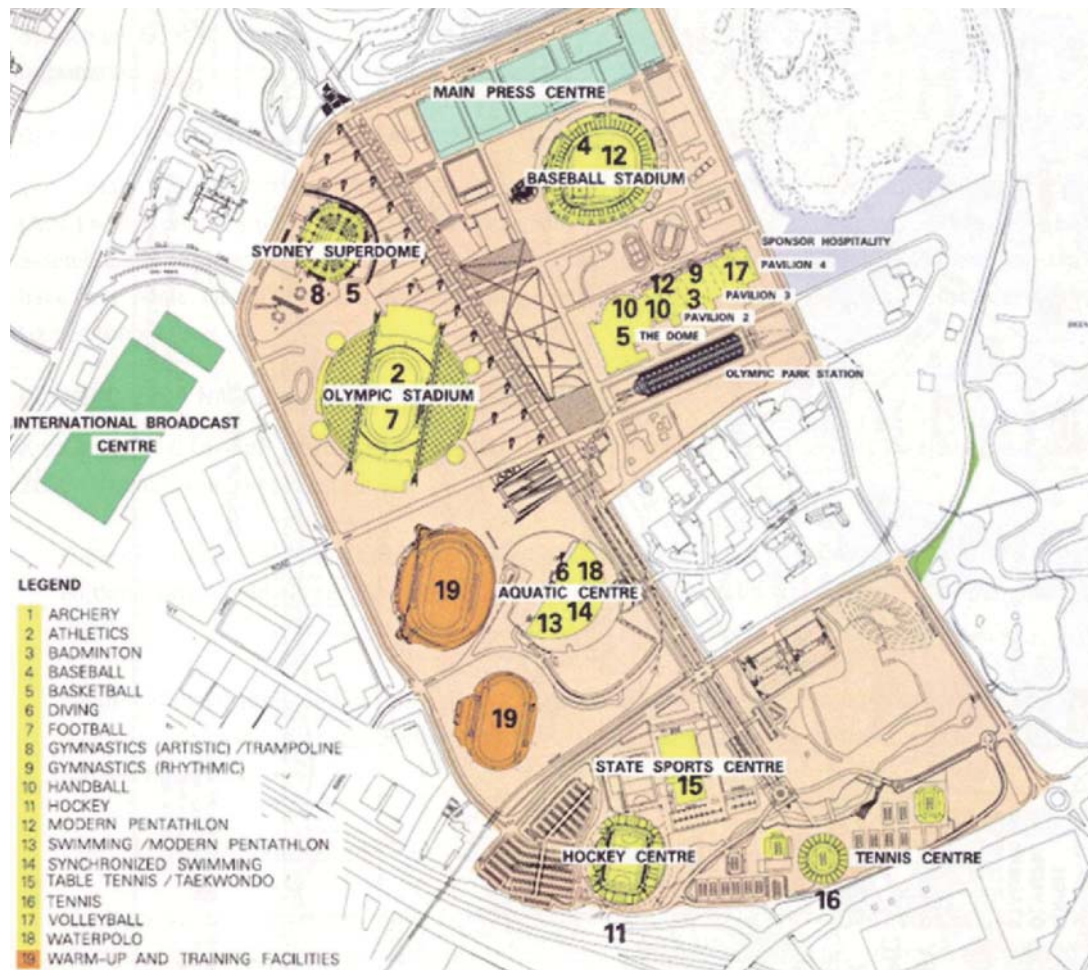 MAIN PRESS CENTRE
4
12
BASEBALL STADIUM
SYDNEY SUPERDOME
8 5
SPONSOR HOSPITALITY
17 PAVILION 4
9
12
3 PAVILION 3
10 10 PAVILION 2
5 THE DOME
OLYMPIC PARK STATION
2
OLYMPIC STADIUM
7
INTERNATIONAL BROADCAST
CENTRE
19
6 18
AQUATIC CENTRE
13 14
19
STATE SPORTS CENTRE
15
HOCKEY CENTRE
11
TENNIS CENTRE
16
LEGEND
1 ARCHERY
2 ATHLETICS
3 BADMINTON
4 BASEBALL
5 BASKETBALL
6 DIVING
7 FOOTBALL
8 GYMNASTICS (ARTISTIC) / TRAMPOLINE
9 GYMNASTICS (RHYTHMIC)
10 HANDBALL
11 HOCKEY
12 MODERN PENTATHLON
13 SWIMMING / MODERN PENTATHLON
14 SYNCHRONIZED SWIMMING
15 TABLE TENNIS / TAEKWONDO
16 TENNIS
17 VOLLEYBALL
18 WATERPOLO
19 WARM-UP AND TRAINING FACILITIES